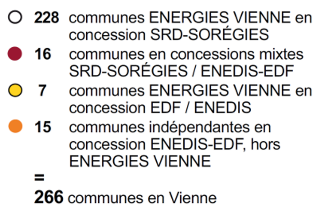 228 communes ENERGIES VIENNE en
concession SRD-SORÉGIES
16 communes en concessions mixtes
SRD-SORÉGIES / ENEDIS-EDF
7 communes ENERGIES VIENNE en
concession EDF / ENEDIS
15 communes indépendantes en
concession ENEDIS-EDF, hors
ENERGIES VIENNE
=
266 communes en Vienne